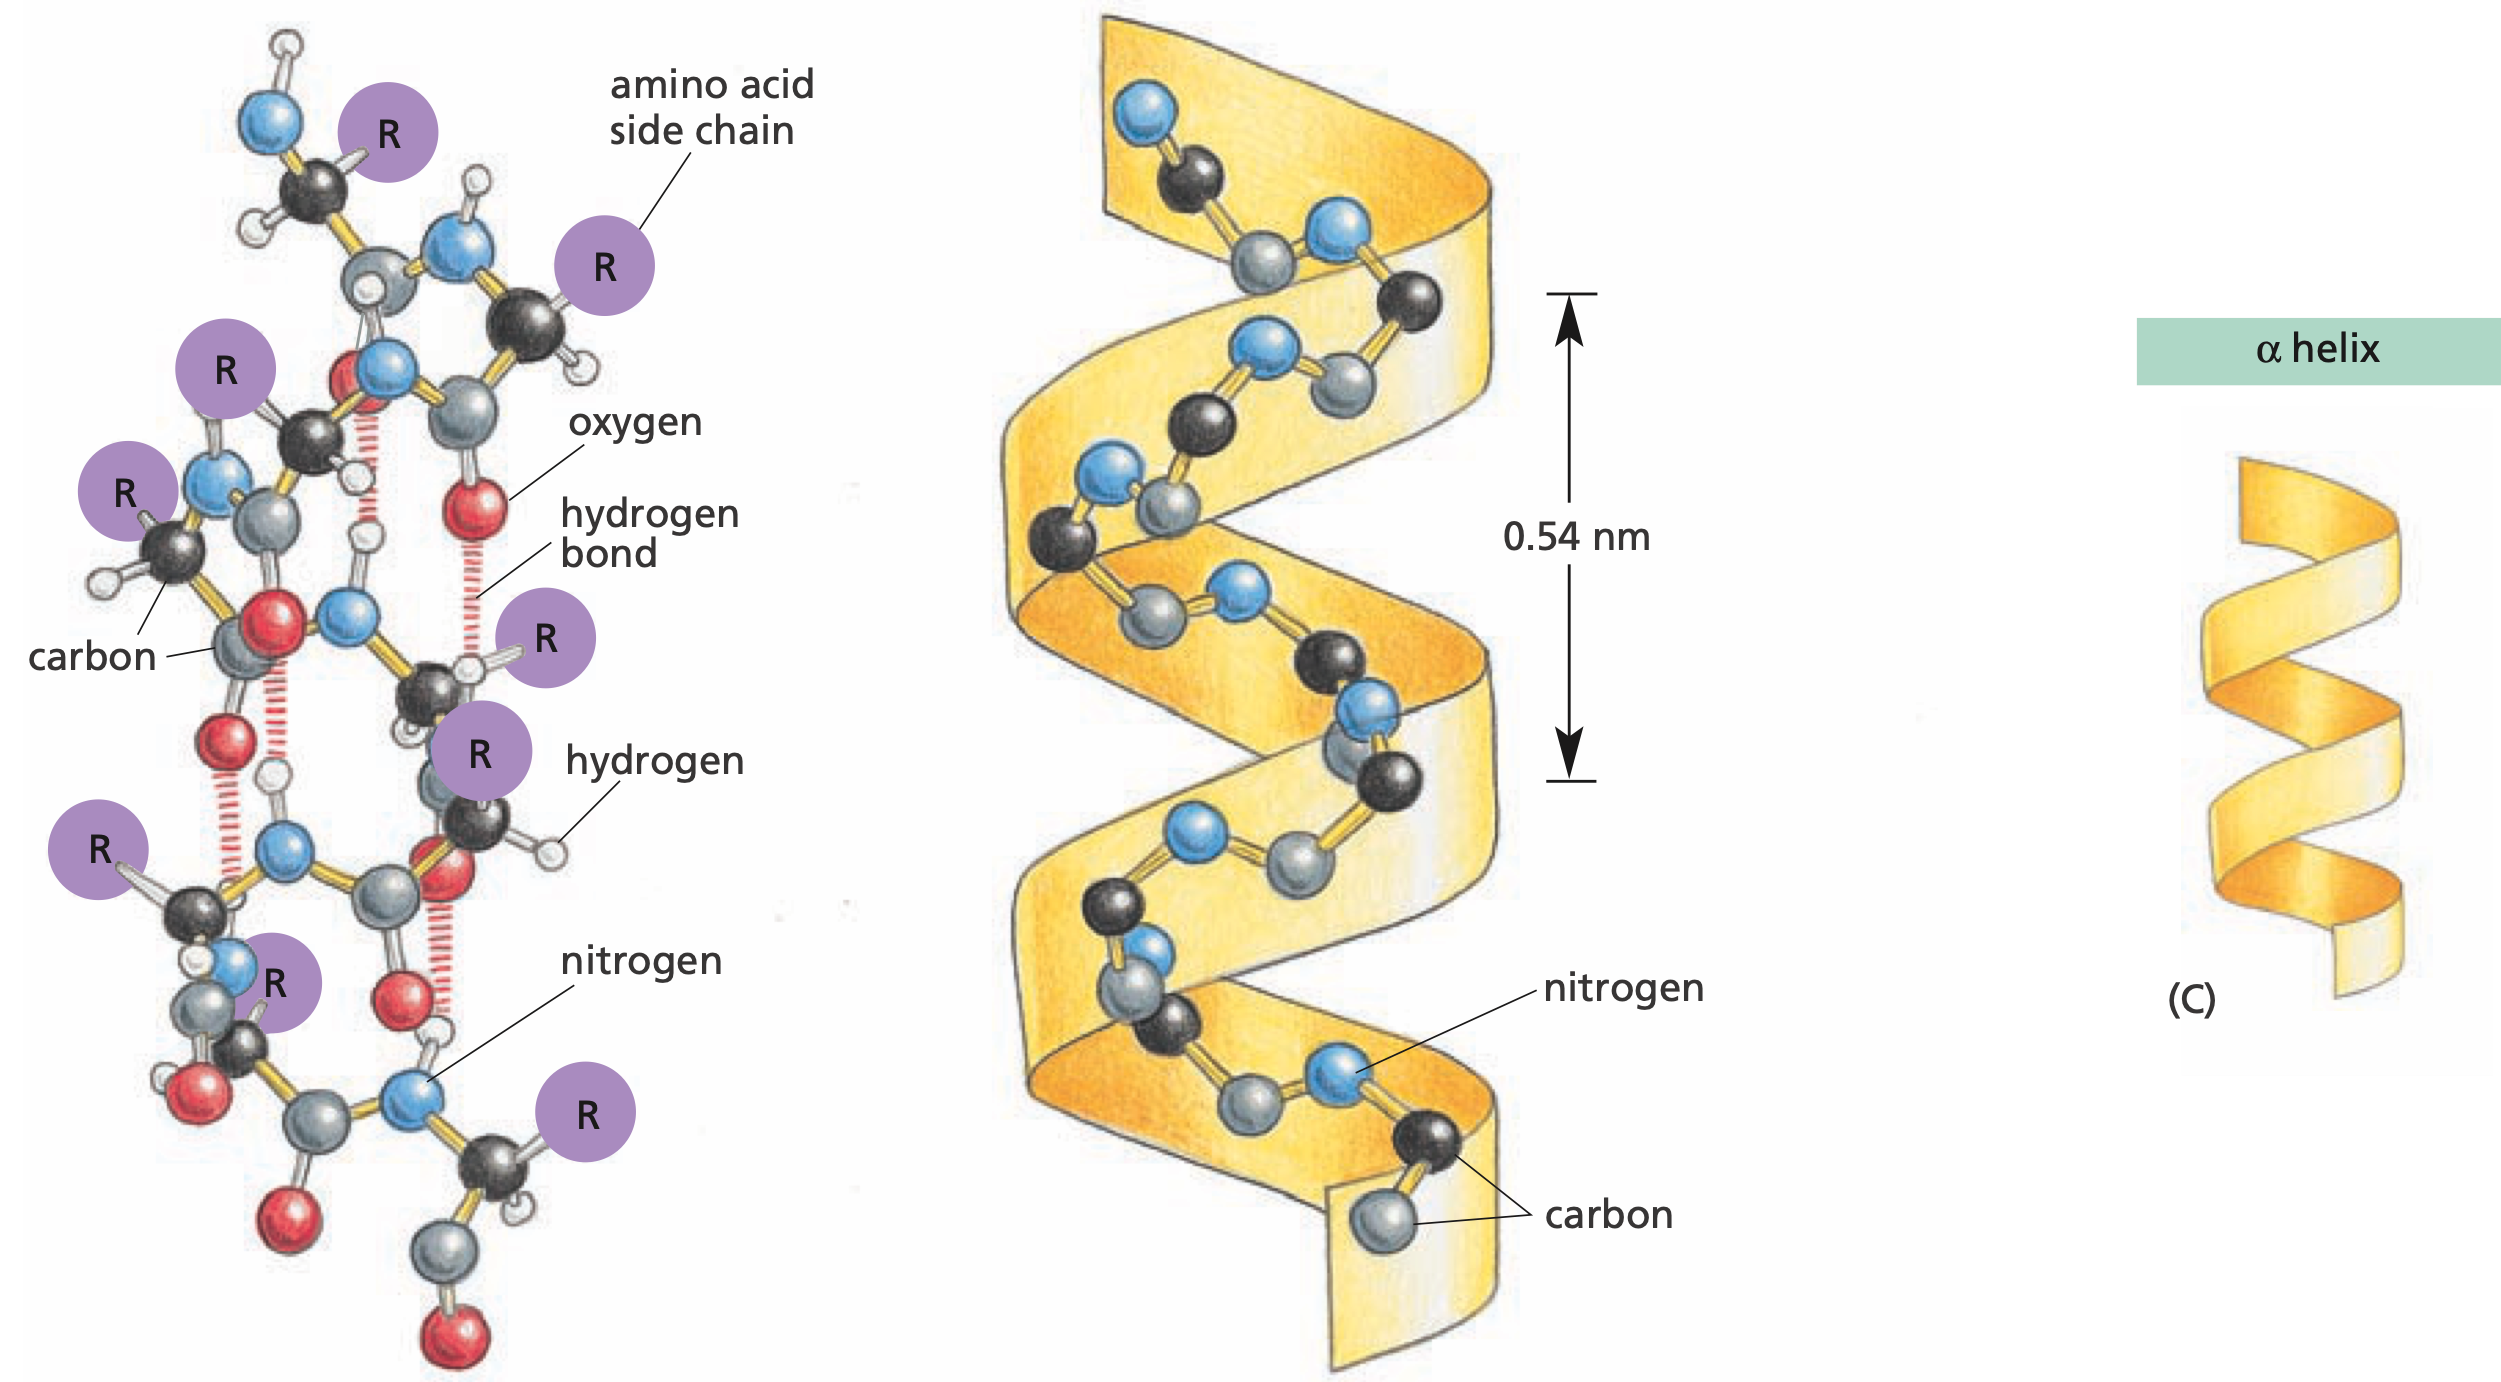 R
amino acid
side chain
R
R
oxygen
R
hydrogen
bond
R
carbon
R
hydrogen
R
nitrogen
R
R
0.54 nm
nitrogen
carbon
α helix
(C)